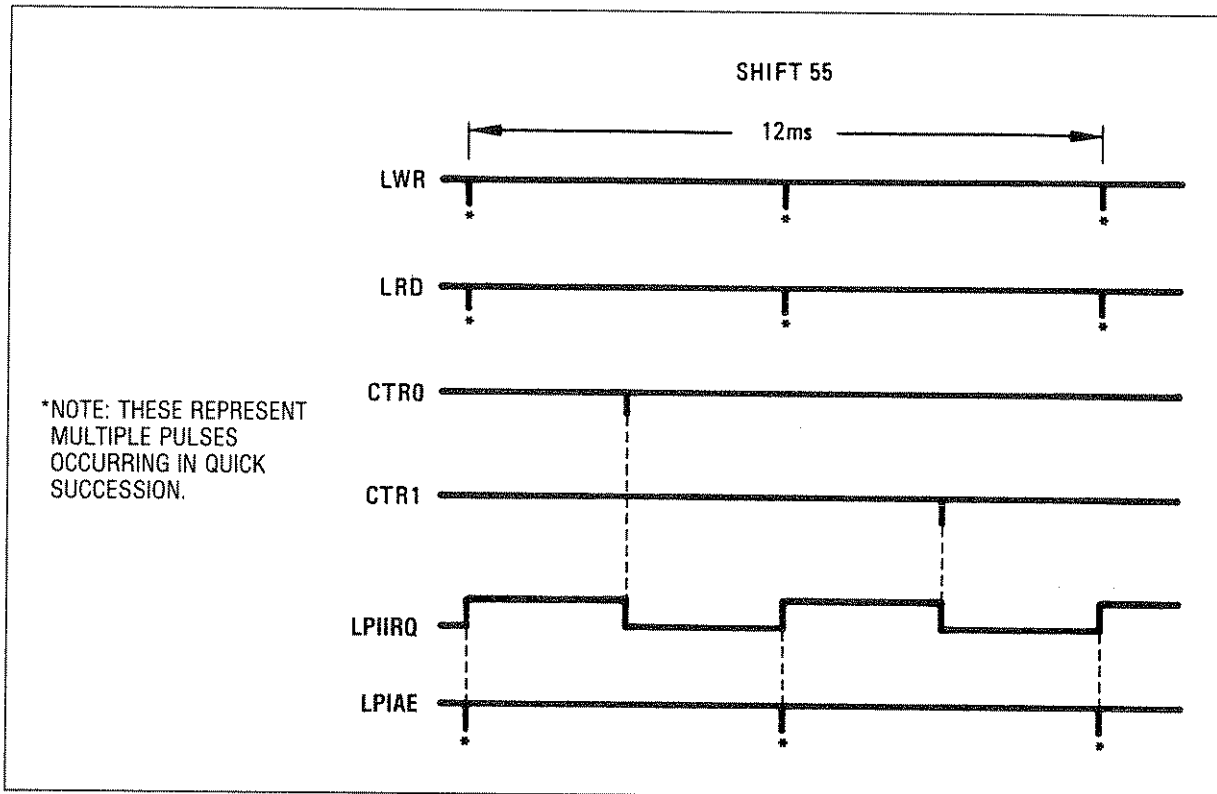 SHIFT 55
12ms
LWR
* * *
LRD
* * *
CTR0
*NOTE: THESE REPRESENT
MULTIPLE PULSES
OCCURRING IN QUICK
SUCCESSION.
CTR1
LPIIRQ
LPIAE
* * *